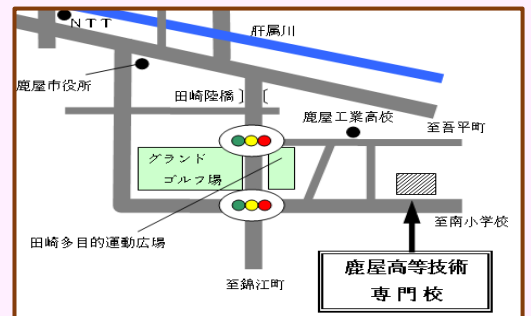 NTT
肝属川
鹿屋市役所
田崎陸橋
鹿屋工業高校
至吾平町
グランド
ゴルフ場
至南小学校
田崎多目的運動広場
至錦江町
鹿屋高等技術
専門校